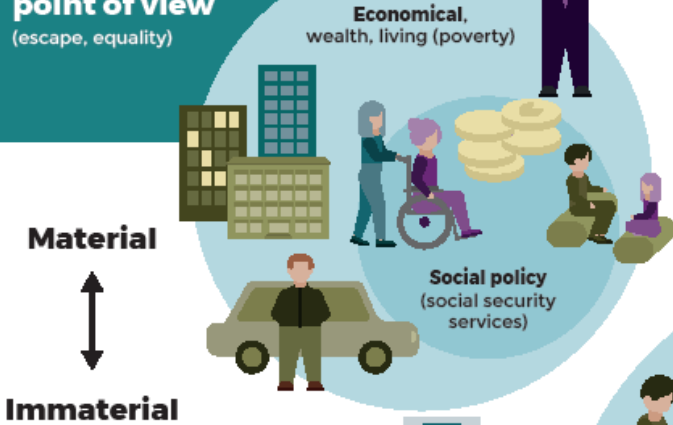 point of view
(escape, equality)
Economical,
wealth, living (poverty)
Material
Social policy
(social security
services)
Immaterial